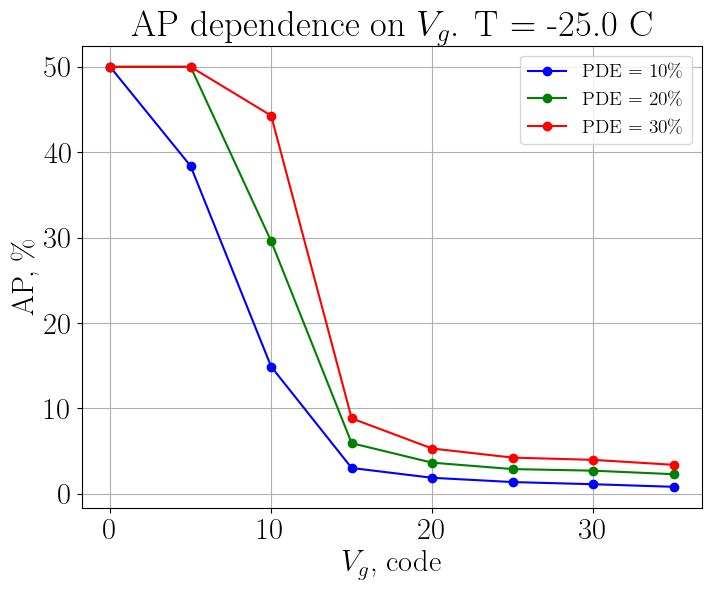 AP dependence on V_g. T = -25.0 C
PDE = 10%
PDE = 20%
PDE = 30%
AP, %
50
40
30
20
10
0
0 10 20 30
V_g, code